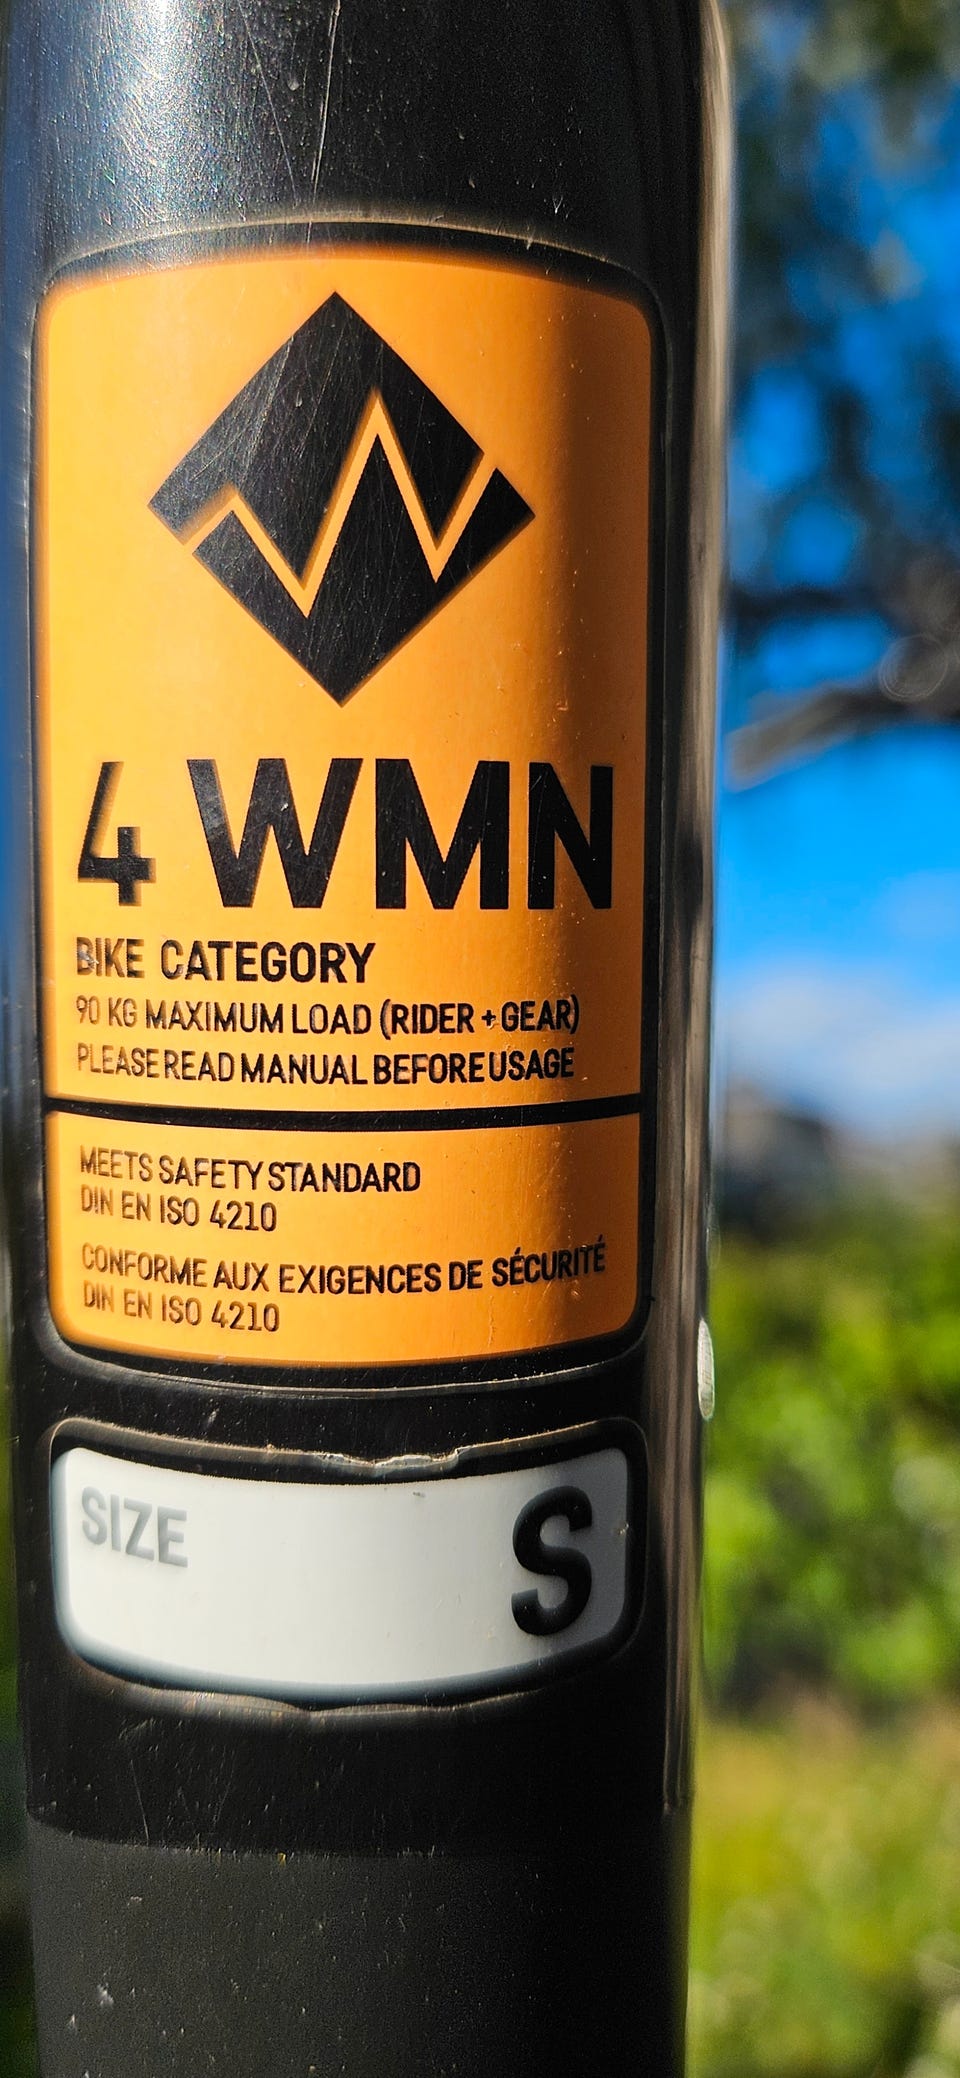 4 WMN
BIKE CATEGORY
90 KG MAXIMUM LOAD (RIDER + GEAR)
PLEASE READ MANUAL BEFORE USAGE
MEETS SAFETY STANDARD
DIN EN ISO 4210
CONFORME AUX EXIGENCES DE SÉCURITÉ
DIN EN ISO 4210
SIZE S